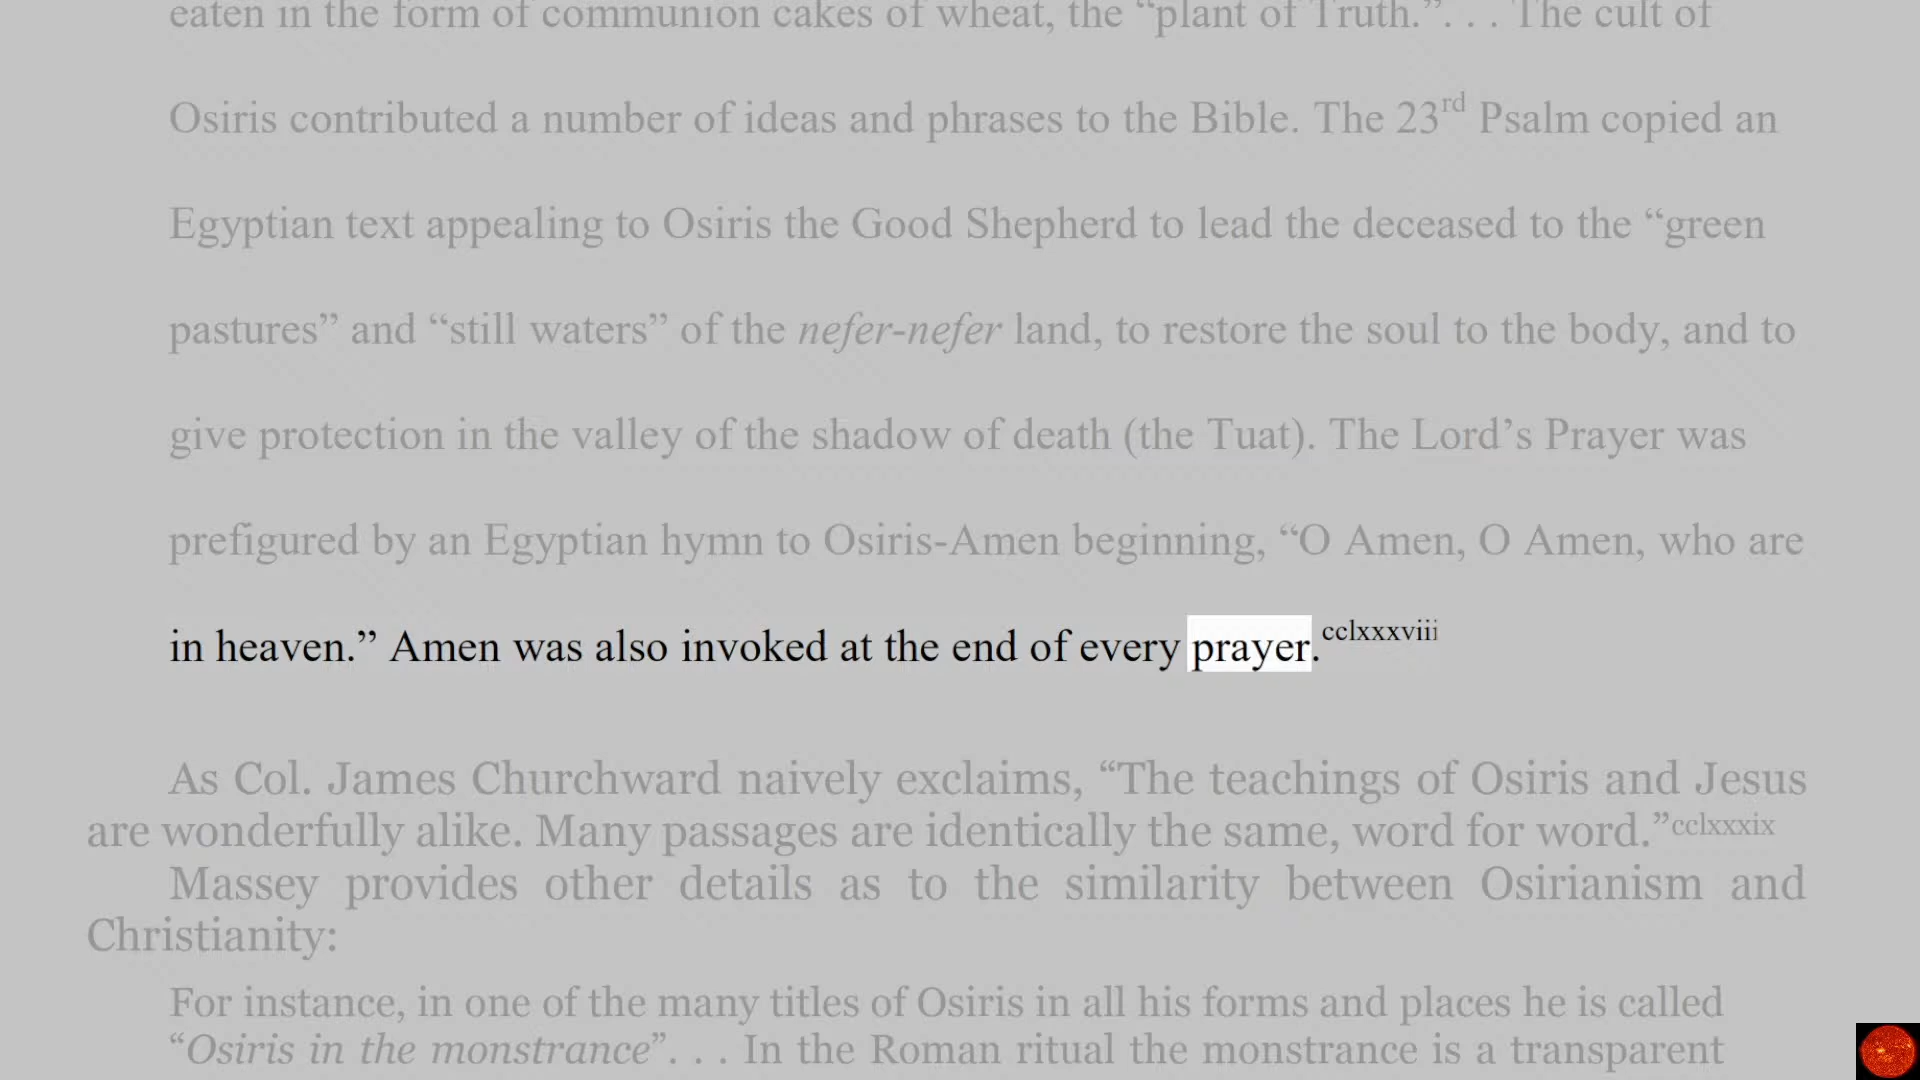 eaten in the form of communion cakes of wheat, the “plant of Truth.”. . . The cult of
Osiris contributed a number of ideas and phrases to the Bible. The 23rd Psalm copied an
Egyptian text appealing to Osiris the Good Shepherd to lead the deceased to the “green
pastures” and “still waters” of the nefer-nefer land, to restore the soul to the body, and to
give protection in the valley of the shadow of death (the Tuat). The Lord’s Prayer was
prefigured by an Egyptian hymn to Osiris-Amen beginning, “O Amen, O Amen, who are
in heaven.” Amen was also invoked at the end of every prayer.cclxxxviii
As Col. James Churchward naively exclaims, “The teachings of Osiris and Jesus
are wonderfully alike. Many passages are identically the same, word for word.”cclxxxix
Massey provides other details as to the similarity between Osirianism and
Christianity:
For instance, in one of the many titles of Osiris in all his forms and places he is called
“Osiris in the monstrance”. . . In the Roman ritual the monstrance is a transparent